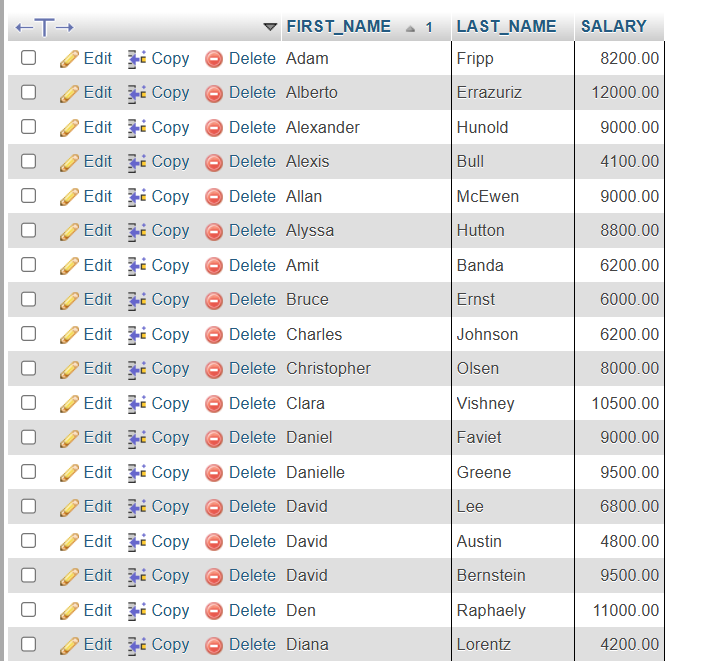 FIRST_NAME 1 LAST_NAME SALARY
Edit Copy Delete Adam Fripp 8200.00
Edit Copy Delete Alberto Errazuriz 12000.00
Edit Copy Delete Alexander Hunold 9000.00
Edit Copy Delete Alexis Bull 4100.00
Edit Copy Delete Allan McEwen 9000.00
Edit Copy Delete Alyssa Hutton 8800.00
Edit Copy Delete Amit Banda 6200.00
Edit Copy Delete Bruce Ernst 6000.00
Edit Copy Delete Charles Johnson 6200.00
Edit Copy Delete Christopher Olsen 8000.00
Edit Copy Delete Clara Vishney 10500.00
Edit Copy Delete Daniel Faviet 9000.00
Edit Copy Delete Danielle Greene 9500.00
Edit Copy Delete David Lee 6800.00
Edit Copy Delete David Austin 4800.00
Edit Copy Delete David Bernstein 9500.00
Edit Copy Delete Den Raphaely 11000.00
Edit Copy Delete Diana Lorentz 4200.00